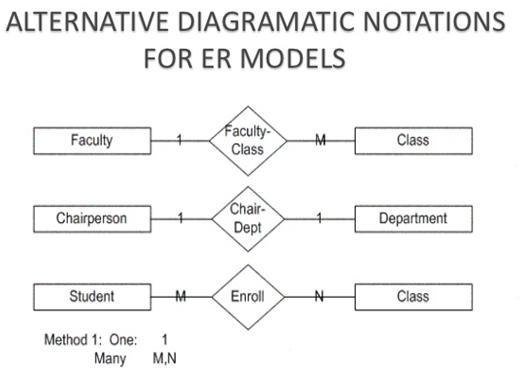 ALTERNATIVE DIAGRAMATIC NOTATIONS
FOR ER MODELS
Faculty 1 Faculty-
Class M Class
Chairperson 1 Chair-
Dept 1 Department
Student M Enroll N Class
Method 1: One: 1
Many M,N